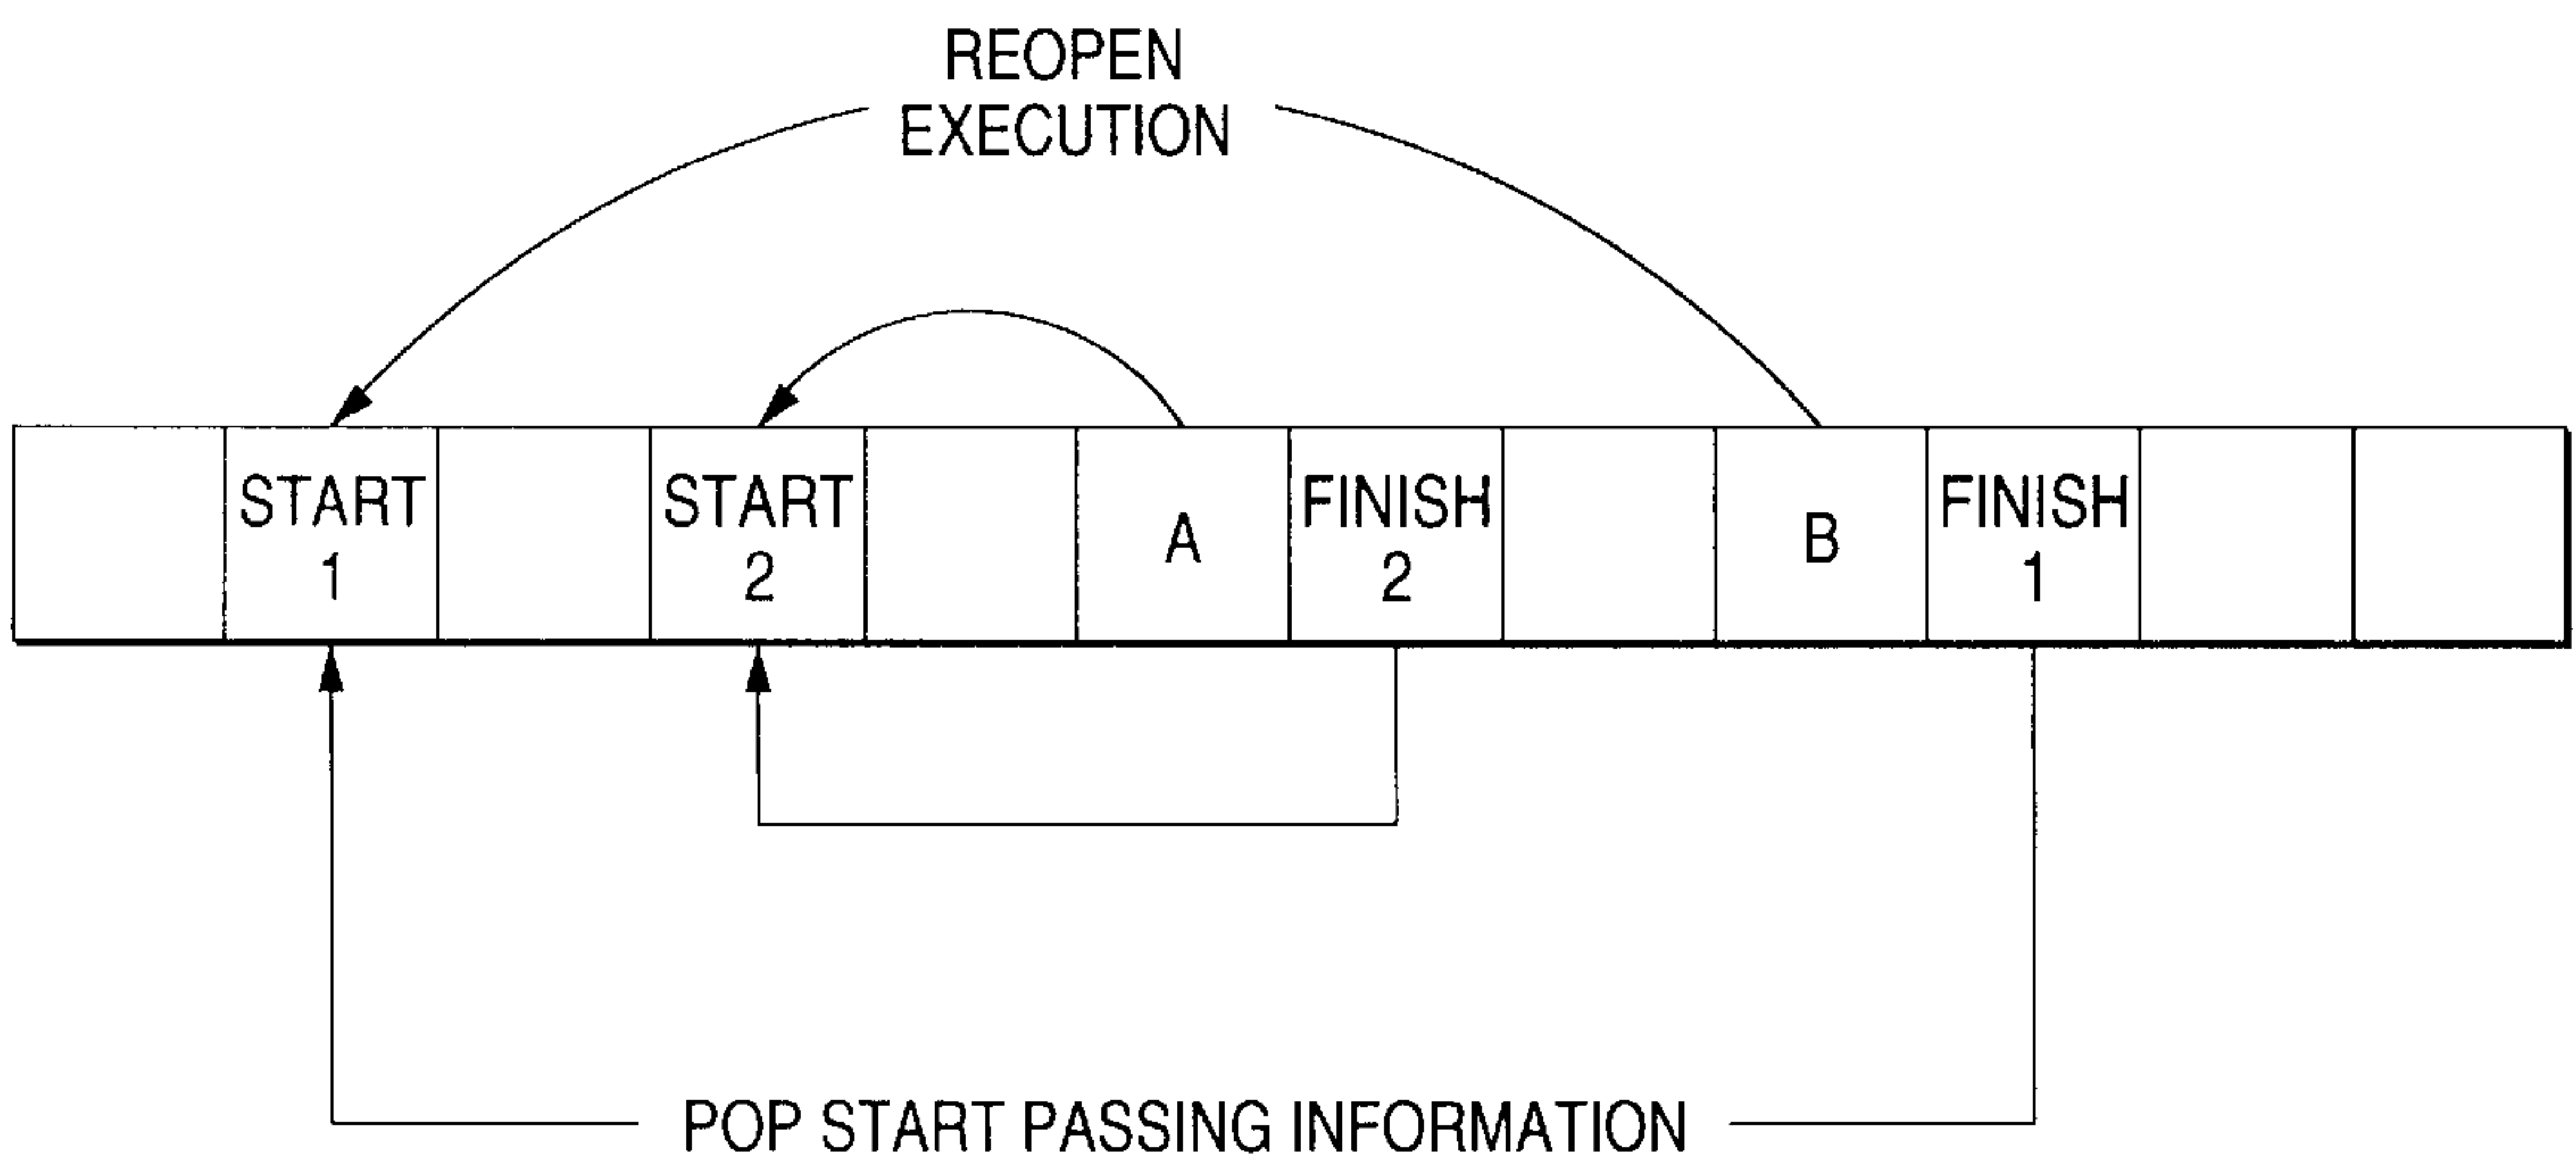 REOPEN
EXECUTION
START
1
START
2
A
FINISH
2
B
FINISH
1
POP START PASSING INFORMATION